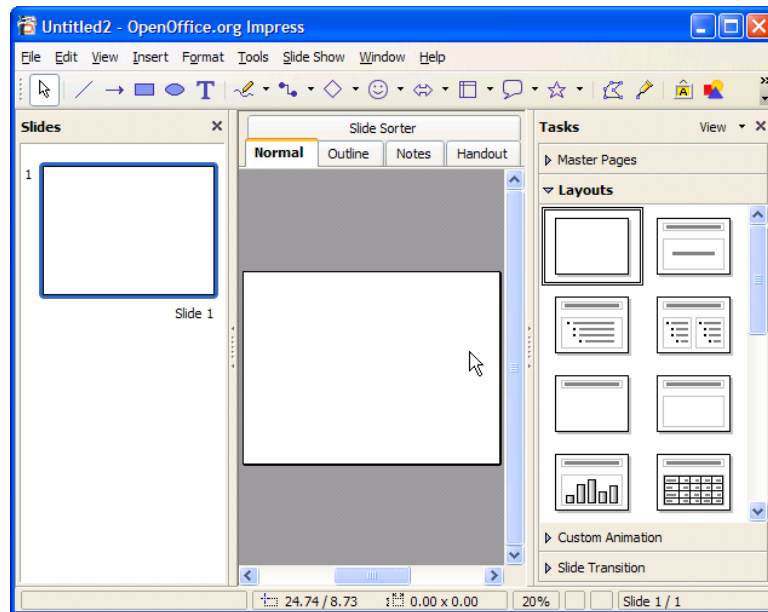 Untitled2 - OpenOffice.org Impress
File Edit View Insert Format Tools Slide Show Window Help
T A
Slides
1
Slide 1
Slide Sorter
Normal Outline Notes Handout
Tasks View
Master Pages
Layouts
Custom Animation
Slide Transition
24.74 / 8.73 0.00 x 0.00 20% Slide 1 / 1